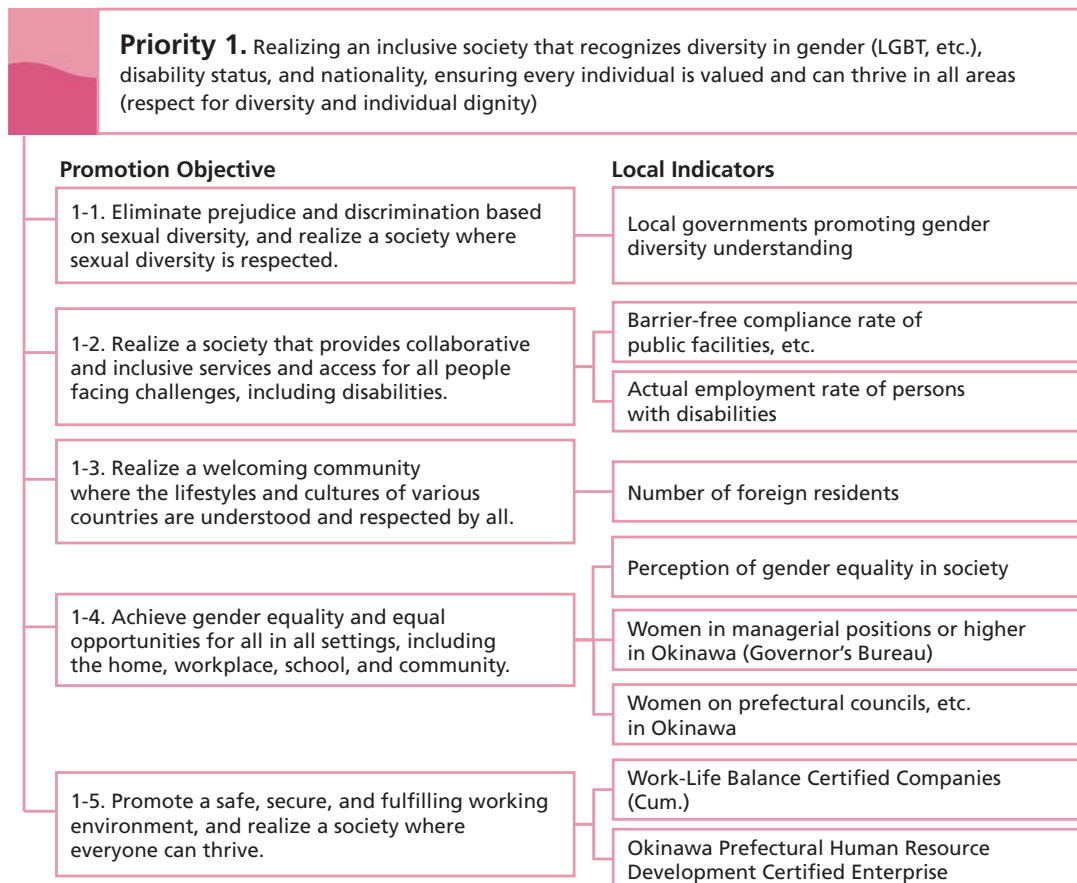 Priority 1. Realizing an inclusive society that recognizes diversity in gender (LGBT, etc.),
disability status, and nationality, ensuring every individual is valued and can thrive in all areas
(respect for diversity and individual dignity)
Promotion Objective
Local Indicators
1-1. Eliminate prejudice and discrimination based
on sexual diversity, and realize a society where
sexual diversity is respected.
Local governments promoting gender
diversity understanding
1-2. Realize a society that provides collaborative
and inclusive services and access for all people
facing challenges, including disabilities.
Barrier-free compliance rate of
public facilities, etc.
Actual employment rate of persons
with disabilities
1-3. Realize a welcoming community
where the lifestyles and cultures of various
countries are understood and respected by all.
Number of foreign residents
1-4. Achieve gender equality and equal
opportunities for all in all settings, including
the home, workplace, school, and community.
Perception of gender equality in society
Women in managerial positions or higher
in Okinawa (Governor's Bureau)
Women on prefectural councils, etc.
in Okinawa
1-5. Promote a safe, secure, and fulfilling working
environment, and realize a society where
everyone can thrive.
Work-Life Balance Certified Companies
(Cum.)
Okinawa Prefectural Human Resource
Development Certified Enterprise